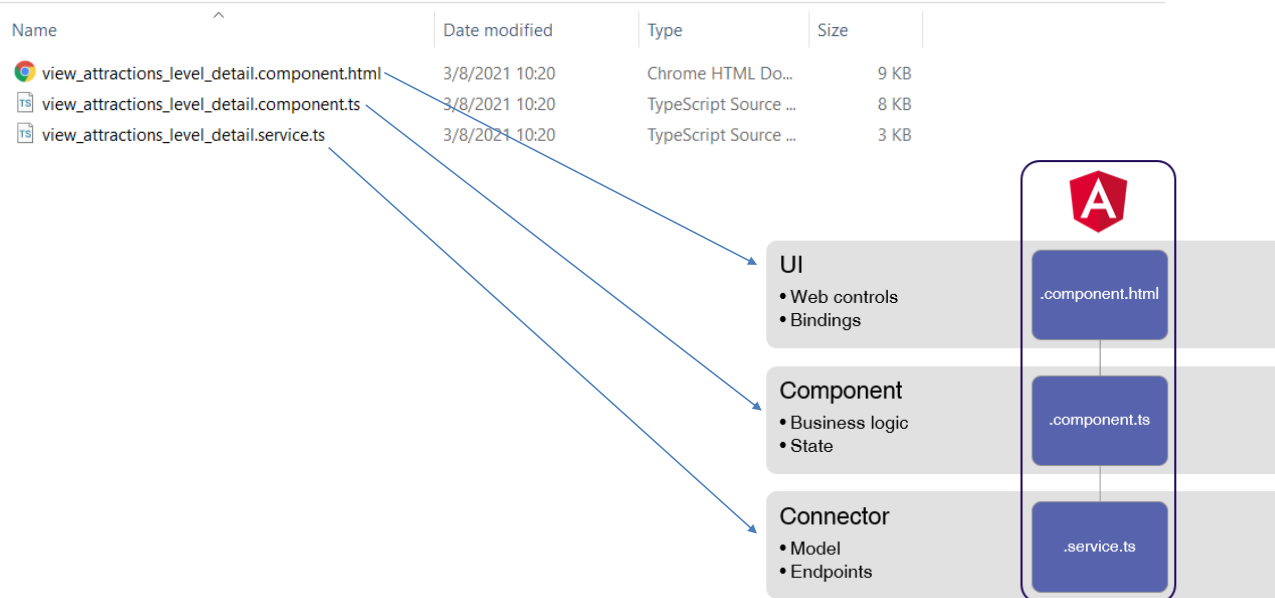 Name Date modified Type Size
view_attractions_level_detail.component.html 3/8/2021 10:20 Chrome HTML Do... 9 KB
TS view_attractions_level_detail.component.ts 3/8/2021 10:20 TypeScript Source ... 8 KB
TS view_attractions_level_detail.service.ts 3/8/2021 10:20 TypeScript Source ... 3 KB
A
UI
• Web controls
• Bindings
.component.html
Component
• Business logic
• State
.component.ts
Connector
• Model
• Endpoints
.service.ts